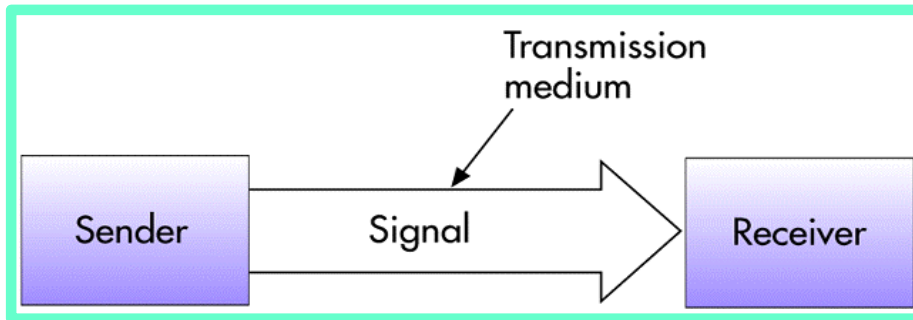 Transmission
medium
Sender
Signal
Receiver